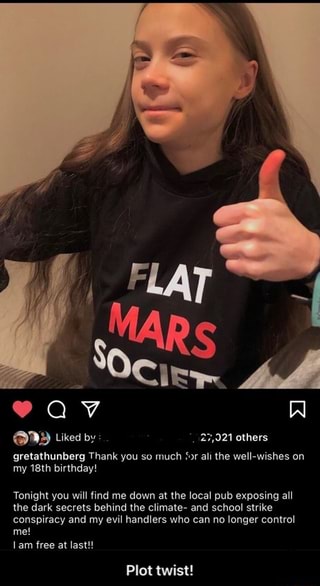 FLAT
MARS
SOCIETY
Liked by 27,021 others
gretathunberg Thank you so much for all the well-wishes on
my 18th birthday!
Tonight you will find me down at the local pub exposing all
the dark secrets behind the climate- and school strike
conspiracy and my evil handlers who can no longer control
me!
I am free at last!!
Plot twist!